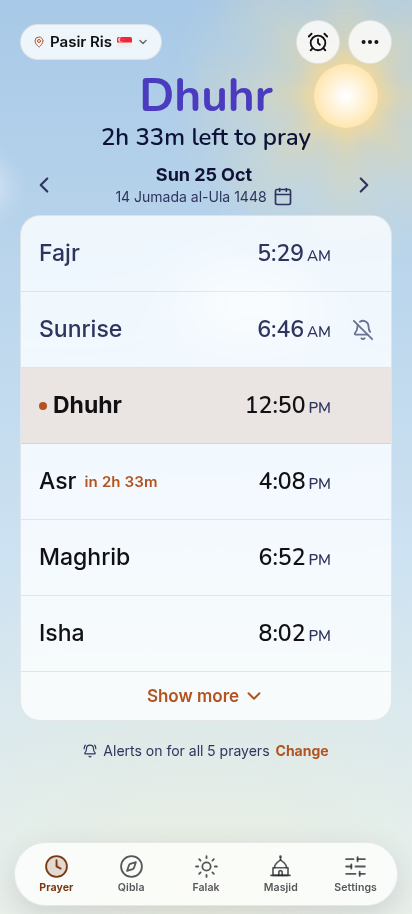 Pasir Ris
Dhuhr
2h 33m left to pray
Sun 25 Oct
14 Jumada al-Ula 1448
Fajr 5:29 AM
Sunrise 6:46 AM
Dhuhr 12:50 PM
Asr in 2h 33m 4:08 PM
Maghrib 6:52 PM
Isha 8:02 PM
Show more
Alerts on for all 5 prayers Change
Prayer Qibla Falak Masjid Settings